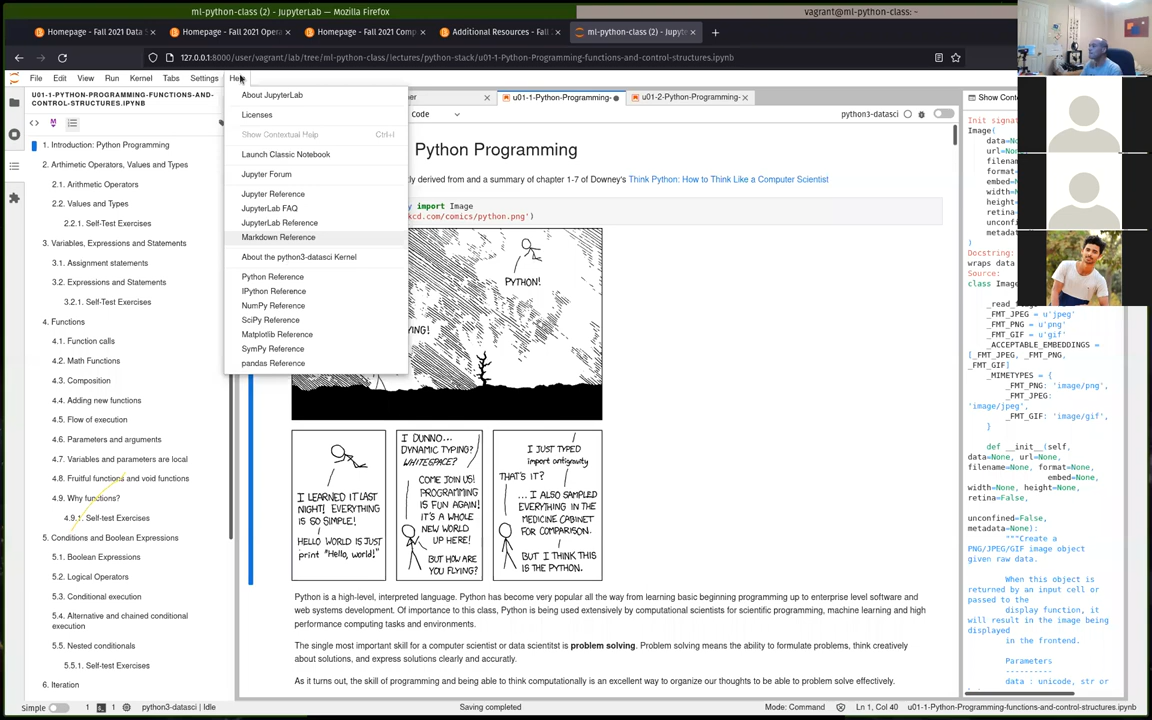 ml-python-class (2) - JupyterLab — Mozilla Firefox
vagrant@ml-python-class: ~
Homepage - Fall 2021 Data S
Homepage - Fall 2021 Opera
Homepage - Fall 2021 Comp
Additional Resources - Fall 2
ml-python-class (2) - Jupyte
127.0.0.1:8000/user/vagrant/lab/tree/ml-python-class/lectures/python-stack/u01-1-Python-Programming-functions-and-control-structures.ipynb
File Edit View Run Kernel Tabs Settings Help
U01-1-PYTHON-PROGRAMMING-FUNCTIONS-AND-
CONTROL-STRUCTURES.IPYNB
1. Introduction: Python Programming
2. Arithmetic Operators, Values and Types
2.1. Arithmetic Operators
2.2. Values and Types
2.2.1. Self-Test Exercises
3. Variables, Expressions and Statements
3.1. Assignment statements
3.2. Expressions and Statements
3.2.1. Self-Test Exercises
4. Functions
4.1. Function calls
4.2. Math Functions
4.3. Composition
4.4. Adding new functions
4.5. Flow of execution
4.6. Parameters and arguments
4.7. Variables and parameters are local
4.8. Fruitful functions and void functions
4.9. Why functions?
4.9.1. Self-test Exercises
5. Conditions and Boolean Expressions
5.1. Boolean Expressions
5.2. Logical Operators
5.3. Conditional execution
5.4. Alternative and chained conditional
execution
5.5. Nested conditionals
5.5.1. Self-test Exercises
6. Iteration
About JupyterLab
Licenses
Show Contextual Help Ctrl+I
Launch Classic Notebook
Jupyter Forum
Jupyter Reference
JupyterLab FAQ
JupyterLab Reference
Markdown Reference
About the python3-datasci Kernel
Python Reference
IPython Reference
NumPy Reference
SciPy Reference
Matplotlib Reference
SymPy Reference
pandas Reference
her
u01-1-Python-Programming-
u01-2-Python-Programming-
Code
python3-datasci
Python Programming
tly derived from and a summary of chapter 1-7 of Downey's Think Python: How to Think Like a Computer Scientist
y import Image
kcd.com/comics/python.png')
PYTHON!
YING!
I LEARNED IT LAST
NIGHT! EVERYTHING
IS SO SIMPLE!
HELLO WORLD IS JUST
print "Hello, world!"
I DUNNO...
DYNAMIC TYPING?
WHITESPACE?
COME JOIN US!
PROGRAMMING
IS FUN AGAIN!
IT'S A WHOLE
NEW WORLD
UP HERE!
BUT HOW ARE
YOU FLYING?
I JUST TYPED
import antigravity
THAT'S IT?
... I ALSO SAMPLED
EVERYTHING IN THE
MEDICINE CABINET
FOR COMPARISON.
BUT I THINK THIS
IS THE PYTHON.
Python is a high-level, interpreted language. Python has become very popular all the way from learning basic beginning programming up to enterprise level software and
web systems development. Of importance to this class, Python is being used extensively by computational scientists for scientific programming, machine learning and high
performance computing tasks and environments.
The single most important skill for a computer scientist or data scientist is problem solving. Problem solving means the ability to formulate problems, think creatively
about solutions, and express solutions clearly and accurately.
As it turns out, the skill of programming and being able to think computationally is an excellent way to organize our thoughts to be able to problem solve effectively.
Show Conte
Init signat
Image(
data=No
url=Non
filenam
format=
embed=N
width=N
height=
retina=
unconfi
metadat
)
Docstring:
wraps data
Source:
class Image
_read_f
_FMT_JPEG = u'jpeg'
_FMT_PNG = u'png'
_FMT_GIF = u'gif'
_ACCEPTABLE_EMBEDDINGS =
[_FMT_JPEG, _FMT_PNG,
_FMT_GIF]
_MIMETYPES = {
_FMT_PNG: 'image/png',
_FMT_JPEG:
'image/jpeg',
_FMT_GIF: 'image/gif',
}
def __init__(self,
data=None, url=None,
filename=None, format=None,
embed=None,
width=None, height=None,
retina=False,
unconfined=False,
metadata=None):
"""Create a
PNG/JPEG/GIF image object
given raw data.
When this object is
returned by an input cell or
passed to the
display function, it
will result in the image being
displayed
in the frontend.
Parameters
----------
data : unicode, str or
Simple
1
1
python3-datasci | Idle
Saving completed
Mode: Command
Ln 1, Col 40
u01-1-Python-Programming-functions-and-control-structures.ipynb